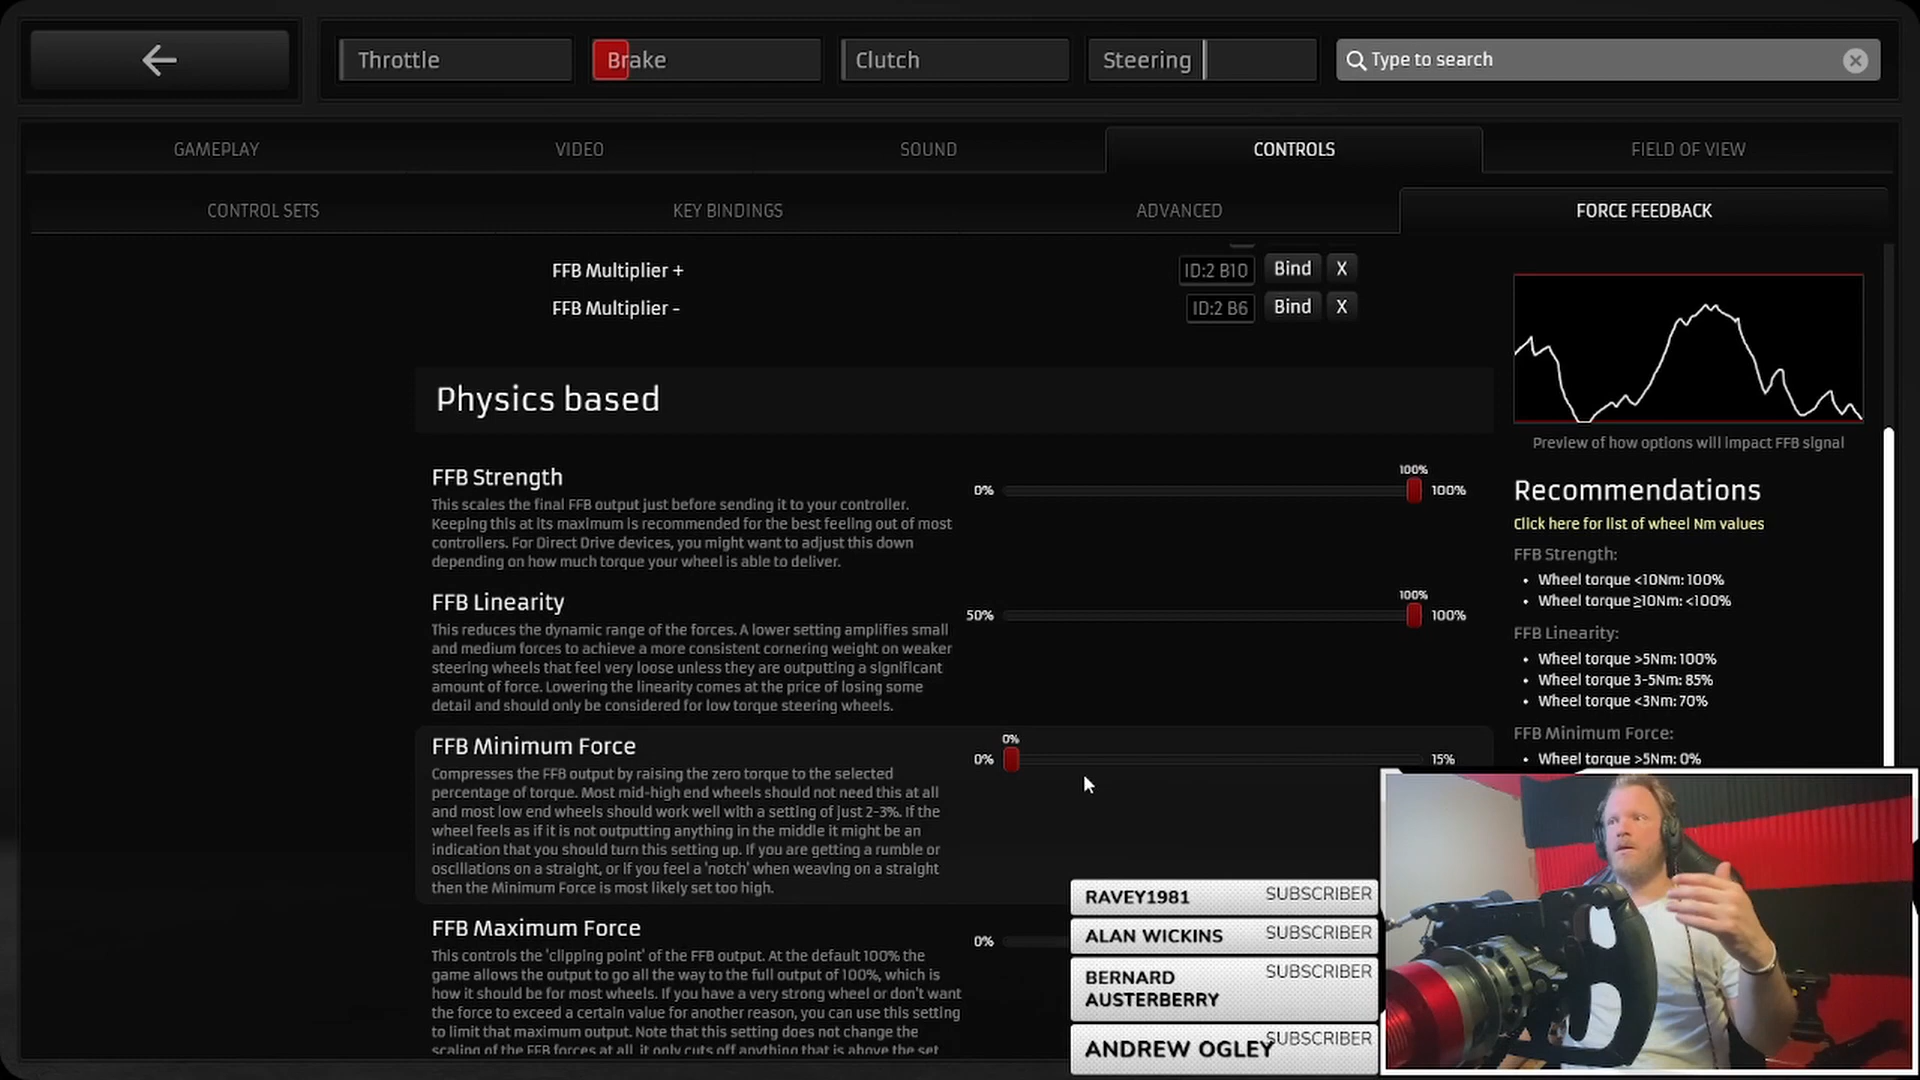 Throttle
Brake
Clutch
Steering
Type to search
GAMEPLAY
VIDEO
SOUND
CONTROLS
FIELD OF VIEW
CONTROL SETS
KEY BINDINGS
ADVANCED
FORCE FEEDBACK
FFB Multiplier +
ID:2 B10
Bind
X
FFB Multiplier -
ID:2 B6
Bind
X
Physics based
FFB Strength
This scales the final FFB output just before sending it to your controller.
Keeping this at its maximum is recommended for the best feeling out of most
controllers. For Direct Drive devices, you might want to adjust this down
depending on how much torque your wheel is able to deliver.
0%
100%
100%
FFB Linearity
This reduces the dynamic range of the forces. A lower setting amplifies small
and medium forces to achieve a more consistent cornering weight on weaker
steering wheels that feel very loose unless they are outputting a significant
amount of force. Lowering the linearity comes at the price of losing some
detail and should only be considered for low torque steering wheels.
50%
100%
100%
FFB Minimum Force
Compresses the FFB output by raising the zero torque to the selected
percentage of torque. Most mid-high end wheels should not need this at all
and most low end wheels should work well with a setting of just 2-3%. If the
wheel feels as if it is not outputting anything in the middle it might be an
indication that you should turn this setting up. If you are getting a rumble or
oscillations on a straight, or if you feel a 'notch' when weaving on a straight
then the Minimum Force is most likely set too high.
0%
0%
15%
FFB Maximum Force
This controls the 'clipping point' of the FFB output. At the default 100% the
game allows the output to go all the way to the full output of 100%, which is
how it should be for most wheels. If you have a very strong wheel or don't want
the force to exceed a certain value for another reason, you can use this setting
to limit that maximum output. Note that this setting does not change the
scaling of the FFB forces at all, it only cuts off anything that is above the set
0%
Preview of how options will impact FFB signal
Recommendations
Click here for list of wheel Nm values
FFB Strength:
• Wheel torque <10Nm: 100%
• Wheel torque ≥10Nm: <100%
FFB Linearity:
• Wheel torque >5Nm: 100%
• Wheel torque 3-5Nm: 85%
• Wheel torque <3Nm: 70%
FFB Minimum Force:
• Wheel torque >5Nm: 0%
RAVEY1981 SUBSCRIBER
ALAN WICKINS SUBSCRIBER
BERNARD SUBSCRIBER
AUSTERBERRY
ANDREW OGLEY SUBSCRIBER